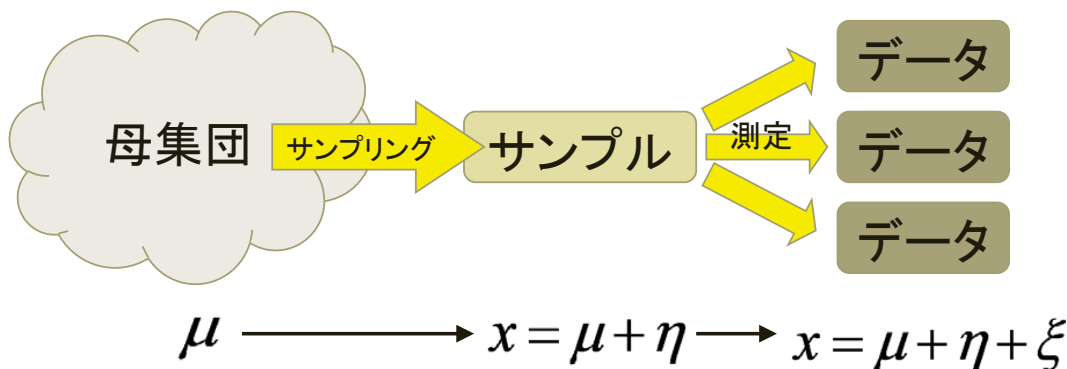 母集団
サンプリング
サンプル
測定
データ
データ
データ
μ
x = μ + η
x = μ + η + ξ